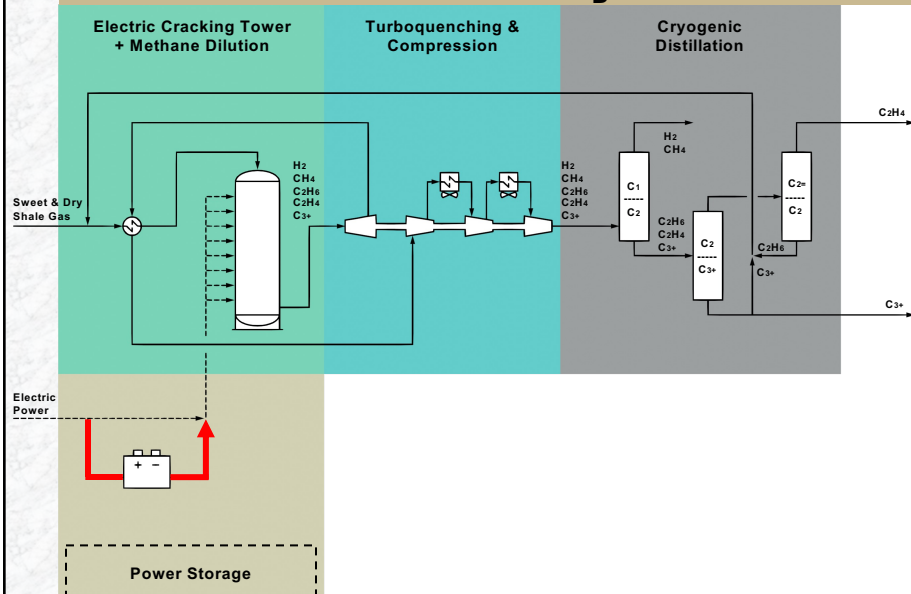 Electric Cracking Tower
+ Methane Dilution
Turboquenching &
Compression
Cryogenic
Distillation
Sweet & Dry
Shale Gas
H2
CH4
C2H6
C2H4
C3+
H2
CH4
C2H6
C2H4
C3+
H2
CH4
C1
-----
C2
C2H6
C2H4
C3+
C2
-----
C3+
C2=
-----
C2
C2H6
C3+
C2H4
C3+
Electric
Power
+ −
Power Storage